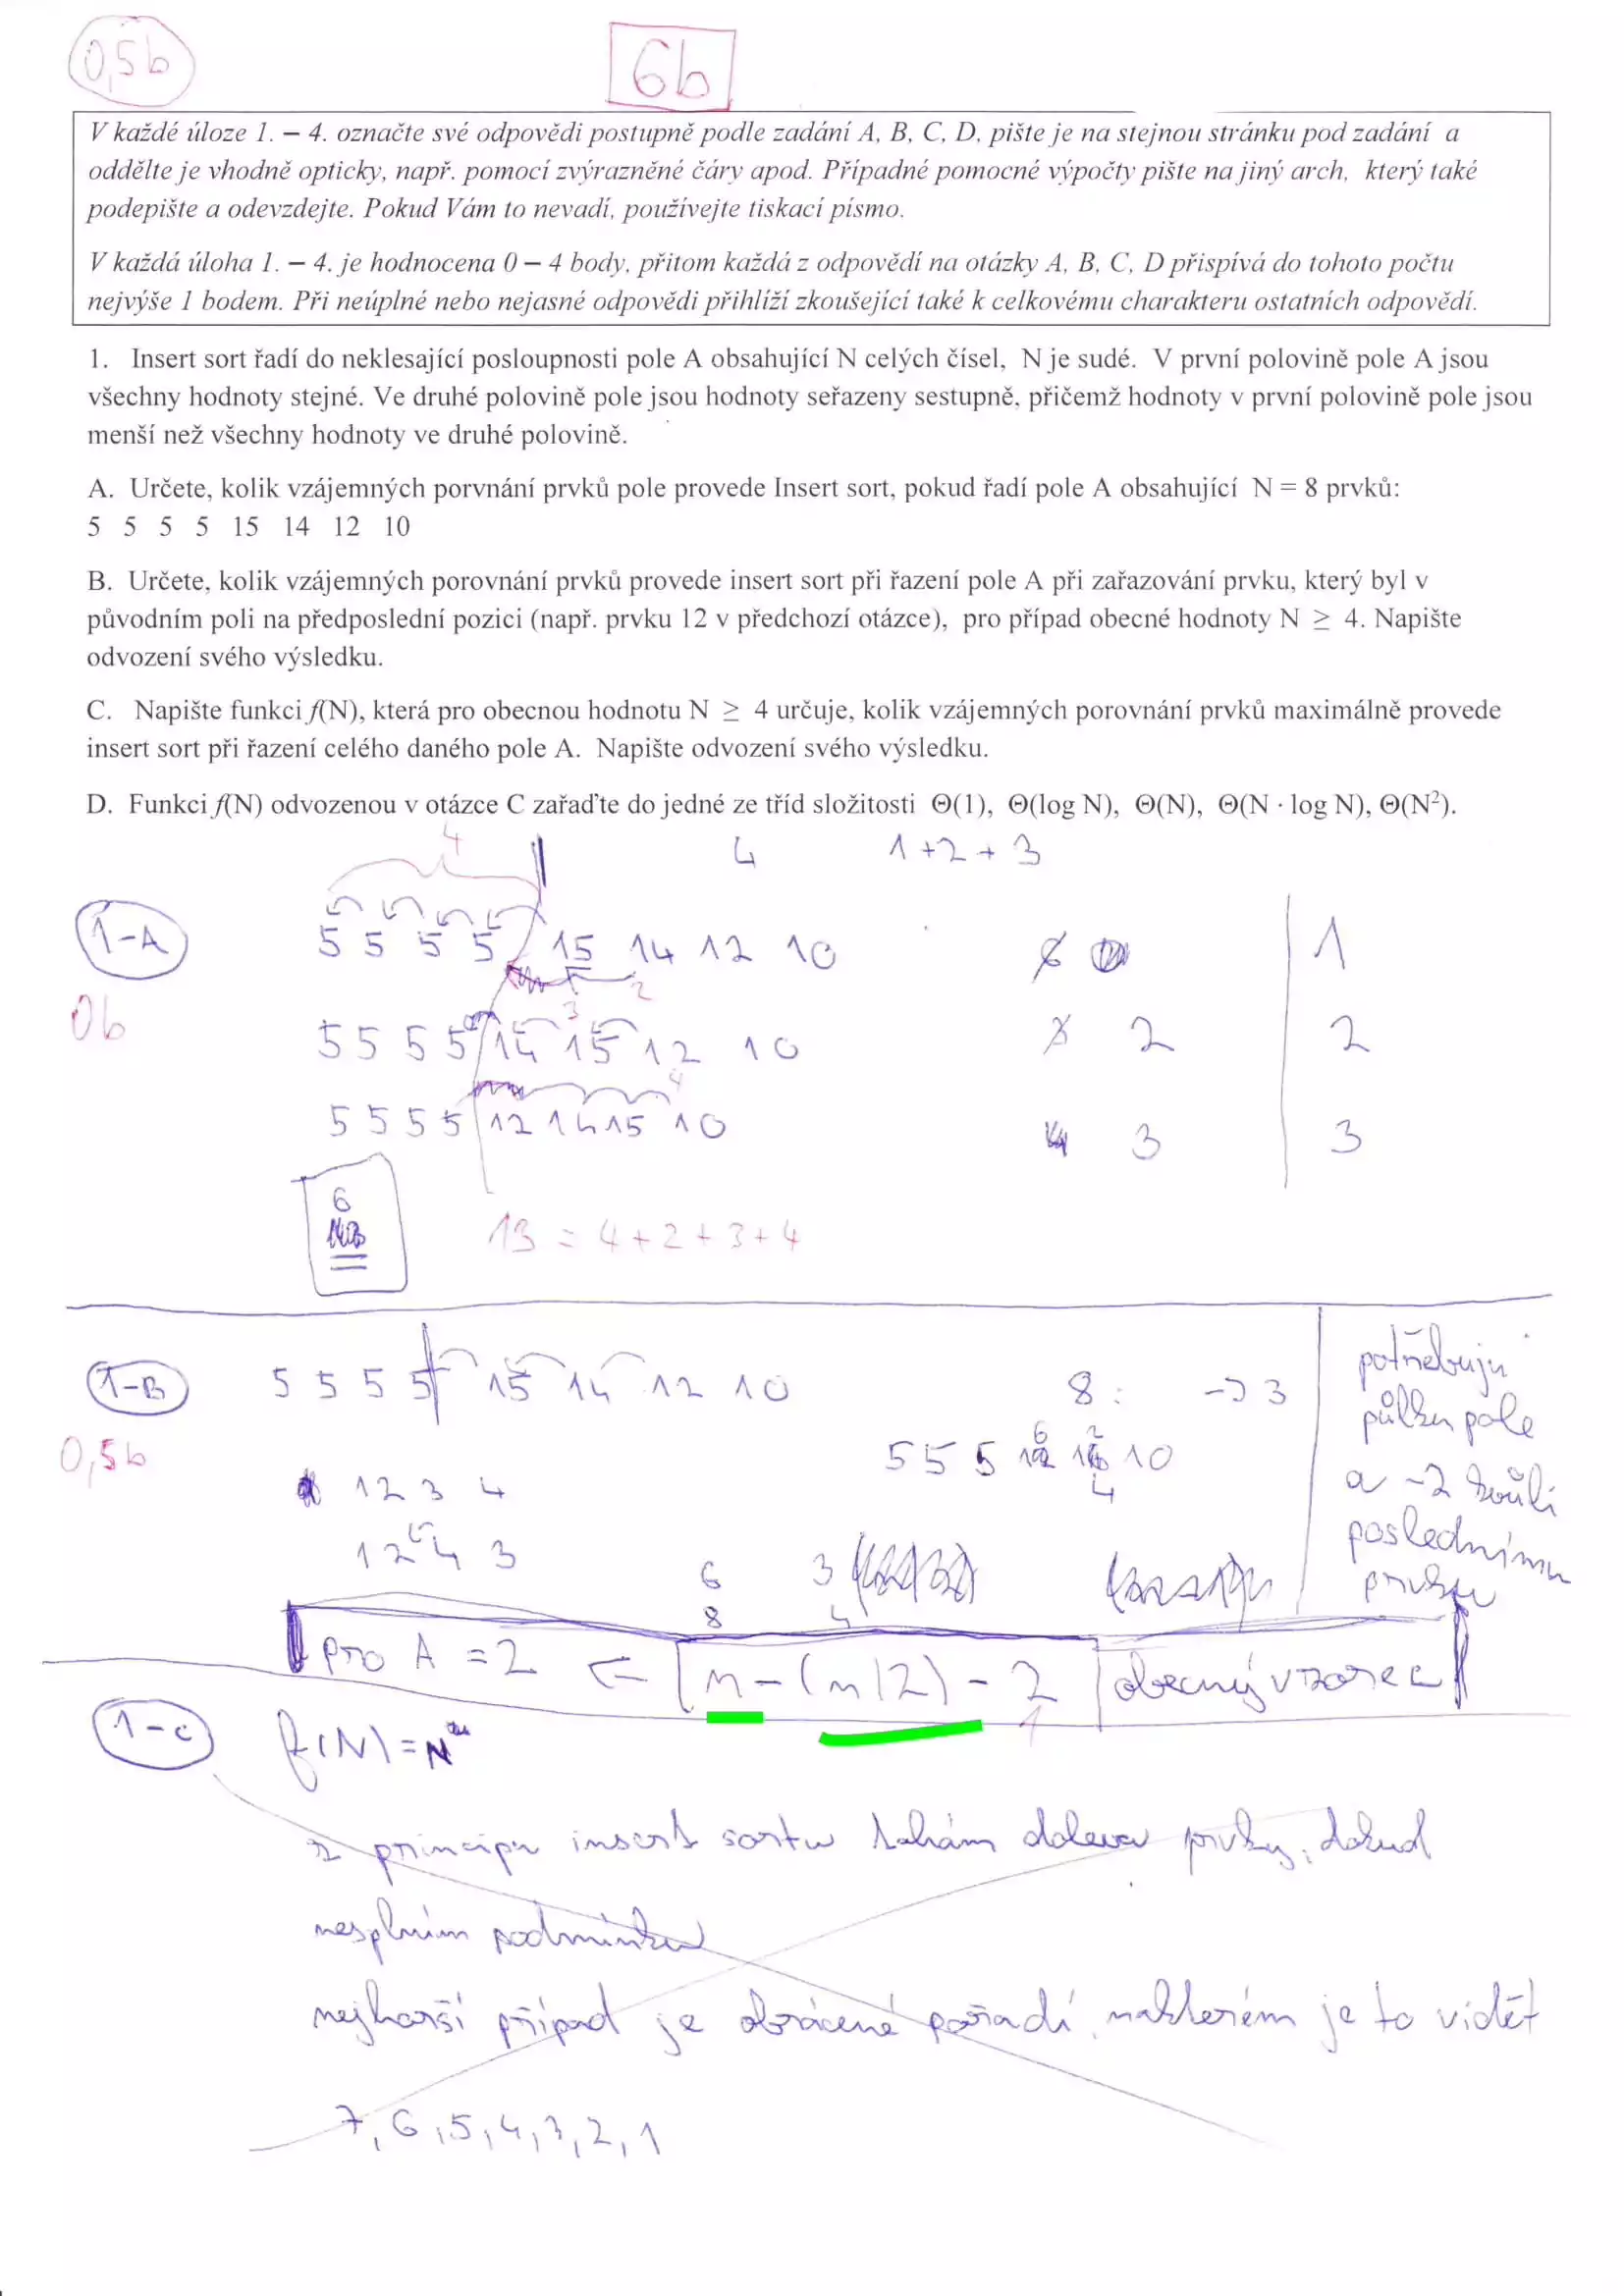 0,5b
6b
V každé úloze 1. – 4. označte své odpovědi postupně podle zadání A, B, C, D, pište je na stejnou stránku pod zadání a
oddělte je vhodně opticky, např. pomocí zvýrazněné čáry apod. Případné pomocné výpočty pište na jiný arch, který také
podepište a odevzdejte. Pokud Vám to nevadí, používejte tiskací písmo.
V každá úloha 1. – 4. je hodnocena 0 – 4 body, přitom každá z odpovědí na otázky A, B, C, D přispívá do tohoto počtu
nejvýše 1 bodem. Při neúplné nebo nejasné odpovědi přihlíží zkoušející také k celkovému charakteru ostatních odpovědí.
1. Insert sort řadí do neklesající posloupnosti pole A obsahující N celých čísel, N je sudé. V první polovině pole A jsou
všechny hodnoty stejné. Ve druhé polovině pole jsou hodnoty seřazeny sestupně, přičemž hodnoty v první polovině pole jsou
menší než všechny hodnoty ve druhé polovině.
A. Určete, kolik vzájemných porvnání prvků pole provede Insert sort, pokud řadí pole A obsahující N = 8 prvků:
5 5 5 5 15 14 12 10
B. Určete, kolik vzájemných porovnání prvků provede insert sort při řazení pole A při zařazování prvku, který byl v
původním poli na předposlední pozici (např. prvku 12 v předchozí otázce), pro případ obecné hodnoty N ≥ 4. Napište
odvození svého výsledku.
C. Napište funkci f(N), která pro obecnou hodnotu N ≥ 4 určuje, kolik vzájemných porovnání prvků maximálně provede
insert sort při řazení celého daného pole A. Napište odvození svého výsledku.
D. Funkci f(N) odvozenou v otázce C zařaďte do jedné ze tříd složitosti Θ(1), Θ(log N), Θ(N), Θ(N · log N), Θ(N²).
4 4 1+2+3
1-A 5 5 5 5 15 14 12 10 1
2
0b 3
5 5 5 5 14 15 12 10 2 2
4
5 5 5 5 12 14 15 10 3 3
6
13 = 4+2+3+4
1-B 5 5 5 5 15 14 12 10 8: -> 3 potřebuju
půlku pole
0,5b 5 5 5 10
1 2 3 4 a -2 kvůli
1 2 4 3 poslednímu
6 3 prvku
8 4
pro A = 2 <= n-(n/2)-2 obecný vzorec
1
1-C f(N)=N
z principu insert sortu tahám doleva prvky, dokud
nesplním podmínku
nejhorší případ je obrácené pořadí, na kterém je to vidět
7, 6, 5, 4, 3, 2, 1